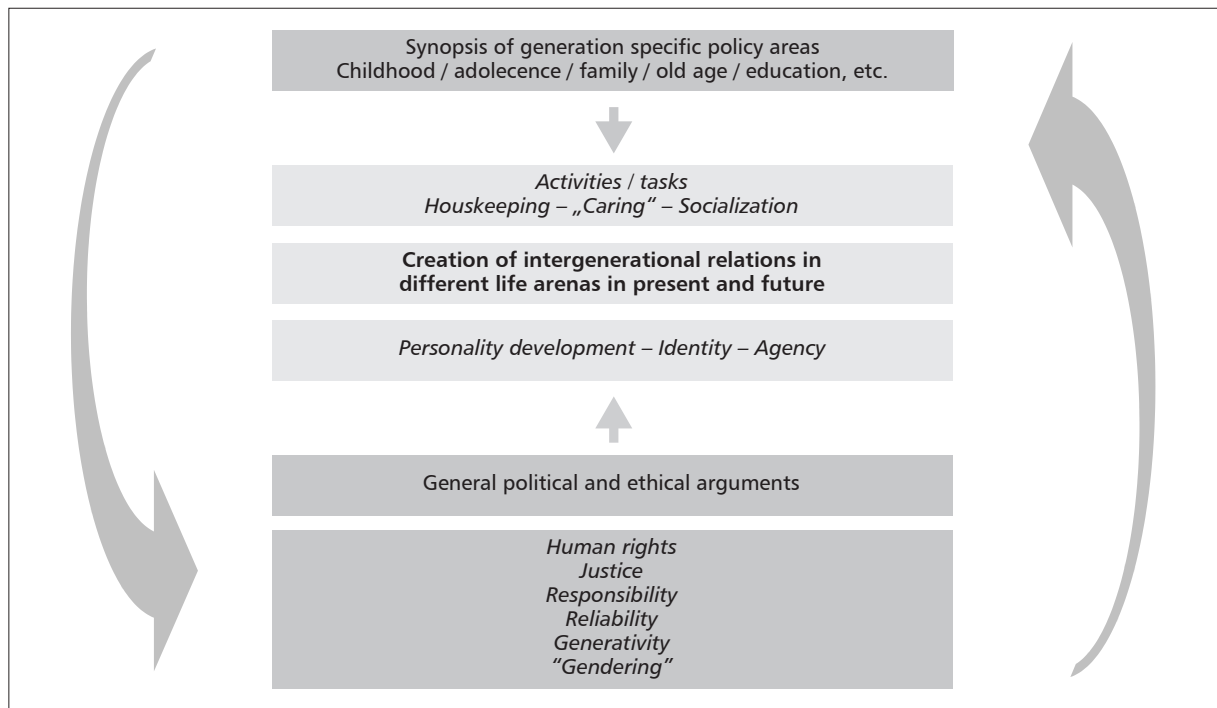 Synopsis of generation specific policy areas
Childhood / adolecence / family / old age / education, etc.
Activities / tasks
Houskeeping – „Caring“ – Socialization
Creation of intergenerational relations in
different life arenas in present and future
Personality development – Identity – Agency
General political and ethical arguments
Human rights
Justice
Responsibility
Reliability
Generativity
“Gendering”